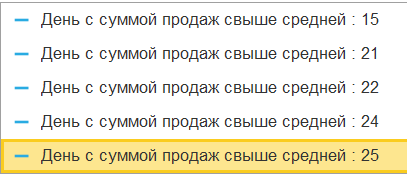 День с суммой продаж свыше средней : 15
День с суммой продаж свыше средней : 21
День с суммой продаж свыше средней : 22
День с суммой продаж свыше средней : 24
День с суммой продаж свыше средней : 25